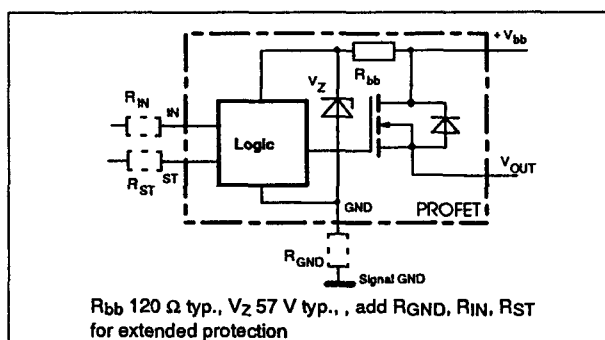 + Vbb
Rbb
VZ
RIN
IN
Logic
RST
ST
VOUT
GND
PROFET
RGND
Signal GND
Rbb 120 Ω typ., VZ 57 V typ., , add RGND, RIN, RST
for extended protection